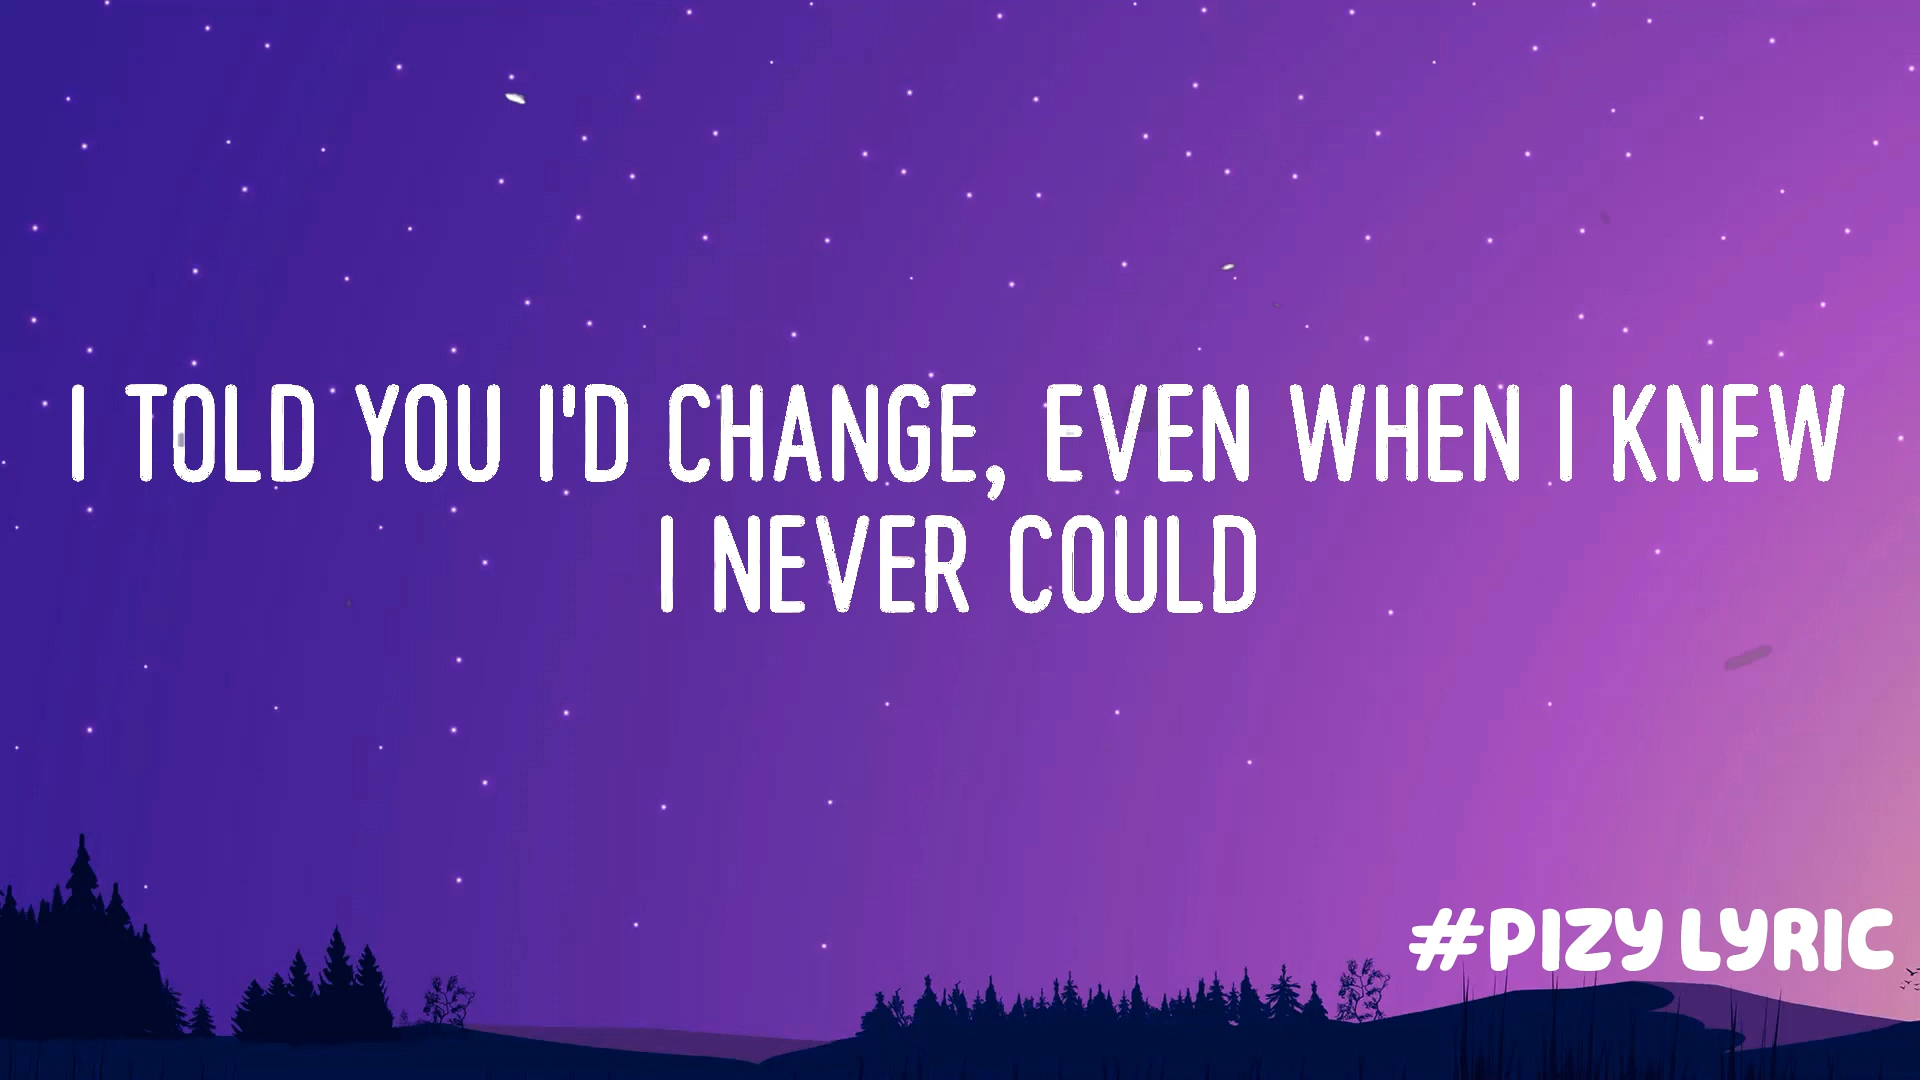 I TOLD YOU I'D CHANGE, EVEN WHEN I KNEW
I NEVER COULD
#PIZY LYRIC